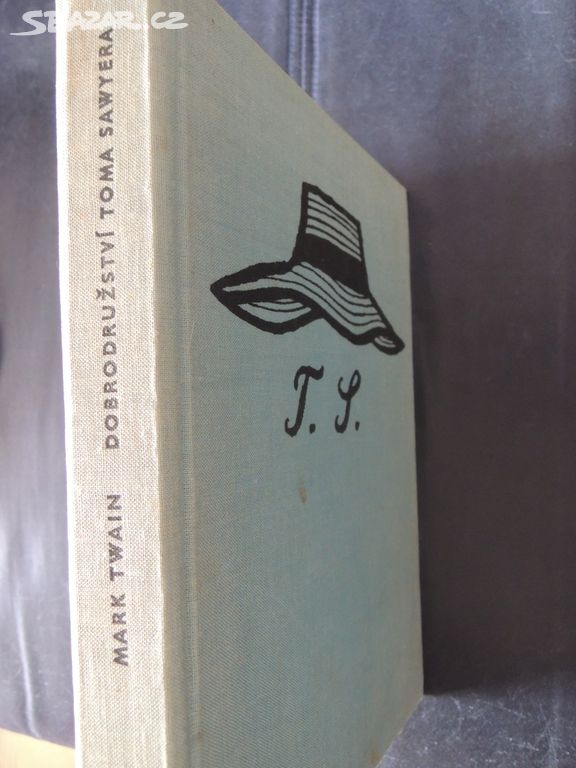 SBAZAR.CZ
MARK TWAIN DOBRODRUŽSTVÍ TOMA SAWYERA
T. S.